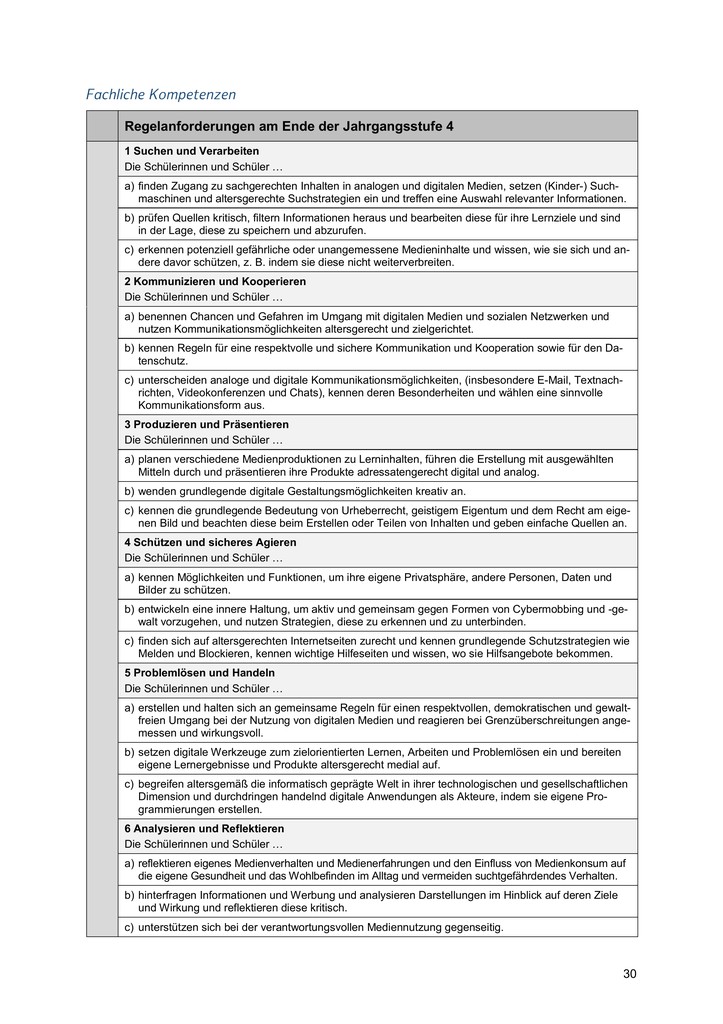 Fachliche Kompetenzen
Regelanforderungen am Ende der Jahrgangsstufe 4
1 Suchen und Verarbeiten
Die Schülerinnen und Schüler …
a) finden Zugang zu sachgerechten Inhalten in analogen und digitalen Medien, setzen (Kinder-) Such-
maschinen und altersgerechte Suchstrategien ein und treffen eine Auswahl relevanter Informationen.
b) prüfen Quellen kritisch, filtern Informationen heraus und bearbeiten diese für ihre Lernziele und sind
in der Lage, diese zu speichern und abzurufen.
c) erkennen potenziell gefährliche oder unangemessene Medieninhalte und wissen, wie sie sich und an-
dere davor schützen, z. B. indem sie diese nicht weiterverbreiten.
2 Kommunizieren und Kooperieren
Die Schülerinnen und Schüler …
a) benennen Chancen und Gefahren im Umgang mit digitalen Medien und sozialen Netzwerken und
nutzen Kommunikationsmöglichkeiten altersgerecht und zielgerichtet.
b) kennen Regeln für eine respektvolle und sichere Kommunikation und Kooperation sowie für den Da-
tenschutz.
c) unterscheiden analoge und digitale Kommunikationsmöglichkeiten, (insbesondere E-Mail, Textnach-
richten, Videokonferenzen und Chats), kennen deren Besonderheiten und wählen eine sinnvolle
Kommunikationsform aus.
3 Produzieren und Präsentieren
Die Schülerinnen und Schüler …
a) planen verschiedene Medienproduktionen zu Lerninhalten, führen die Erstellung mit ausgewählten
Mitteln durch und präsentieren ihre Produkte adressatengerecht digital und analog.
b) wenden grundlegende digitale Gestaltungsmöglichkeiten kreativ an.
c) kennen die grundlegende Bedeutung von Urheberrecht, geistigem Eigentum und dem Recht am eige-
nen Bild und beachten diese beim Erstellen oder Teilen von Inhalten und geben einfache Quellen an.
4 Schützen und sicheres Agieren
Die Schülerinnen und Schüler …
a) kennen Möglichkeiten und Funktionen, um ihre eigene Privatsphäre, andere Personen, Daten und
Bilder zu schützen.
b) entwickeln eine innere Haltung, um aktiv und gemeinsam gegen Formen von Cybermobbing und -ge-
walt vorzugehen, und nutzen Strategien, diese zu erkennen und zu unterbinden.
c) finden sich auf altersgerechten Internetseiten zurecht und kennen grundlegende Schutzstrategien wie
Melden und Blockieren, kennen wichtige Hilfeseiten und wissen, wo sie Hilfsangebote bekommen.
5 Problemlösen und Handeln
Die Schülerinnen und Schüler …
a) erstellen und halten sich an gemeinsame Regeln für einen respektvollen, demokratischen und gewalt-
freien Umgang bei der Nutzung von digitalen Medien und reagieren bei Grenzüberschreitungen ange-
messen und wirkungsvoll.
b) setzen digitale Werkzeuge zum zielorientierten Lernen, Arbeiten und Problemlösen ein und bereiten
eigene Lernergebnisse und Produkte altersgerecht medial auf.
c) begreifen altersgemäß die informatisch geprägte Welt in ihrer technologischen und gesellschaftlichen
Dimension und durchdringen handelnd digitale Anwendungen als Akteure, indem sie eigene Pro-
grammierungen erstellen.
6 Analysieren und Reflektieren
Die Schülerinnen und Schüler …
a) reflektieren eigenes Medienverhalten und Medienerfahrungen und den Einfluss von Medienkonsum auf
die eigene Gesundheit und das Wohlbefinden im Alltag und vermeiden suchtgefährdendes Verhalten.
b) hinterfragen Informationen und Werbung und analysieren Darstellungen im Hinblick auf deren Ziele
und Wirkung und reflektieren diese kritisch.
c) unterstützen sich bei der verantwortungsvollen Mediennutzung gegenseitig.
30